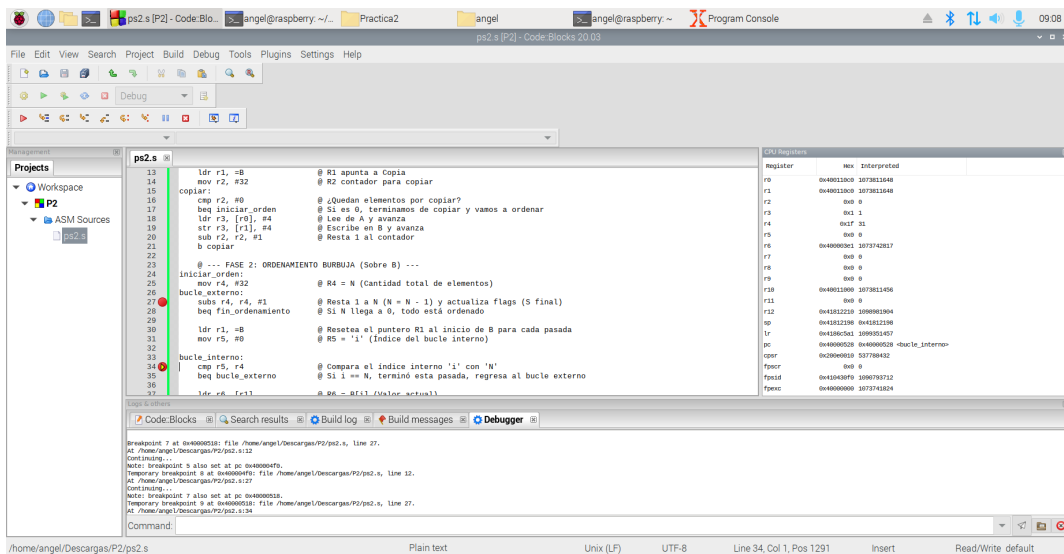 ps2.s [P2] - Code::Blo... angel@raspberry: ~/... Practica2 angel angel@raspberry: ~ Program Console 09:08
ps2.s [P2] - Code::Blocks 20.03
File Edit View Search Project Build Debug Tools Plugins Settings Help
Debug
Management
Projects
Workspace
P2
ASM Sources
ps2.s
ps2.s
13 ldr r1, =B @ R1 apunta a Copia
14 mov r2, #32 @ R2 contador para copiar
15 copiar:
16 cmp r2, #0 @ ¿Quedan elementos por copiar?
17 beq iniciar_orden @ Si es 0, terminamos de copiar y vamos a ordenar
18 ldr r3, [r0], #4 @ Lee de A y avanza
19 str r3, [r1], #4 @ Escribe en B y avanza
20 sub r2, r2, #1 @ Resta 1 al contador
21 b copiar
22
23 @ --- FASE 2: ORDENAMIENTO BURBUJA (Sobre B) ---
24 iniciar_orden:
25 mov r4, #32 @ R4 = N (Cantidad total de elementos)
26 bucle_externo:
27 subs r4, r4, #1 @ Resta 1 a N (N = N - 1) y actualiza flags (S final)
28 beq fin_ordenamiento @ Si N llega a 0, todo está ordenado
29
30 ldr r1, =B @ Resetea el puntero R1 al inicio de B para cada pasada
31 mov r5, #0 @ R5 = 'i' (Índice del bucle interno)
32
33 bucle_interno:
34 cmp r5, r4 @ Compara el indice interno 'i' con 'N'
35 beq bucle_externo @ Si i == N, terminó esta pasada, regresa al bucle externo
36
37 ldr r6, [r1] @ R6 = B[i] (Valor actual)
CPU Registers
Register Hex Interpreted
r0 0x400110c0 1073811648
r1 0x400110c0 1073811648
r2 0x0 0
r3 0x1 1
r4 0x1f 31
r5 0x0 0
r6 0x400003e1 1073742817
r7 0x0 0
r8 0x0 0
r9 0x0 0
r10 0x40011000 1073811456
r11 0x0 0
r12 0x41812210 1098981904
sp 0x41812198 0x41812198
lr 0x4186c5a1 1099351457
pc 0x40000528 0x40000528 <bucle_interno>
cpsr 0x200e0010 537788432
fpscr 0x0 0
fpsid 0x410430f0 1090793712
fpexc 0x40000000 1073741824
Logs & others
Code::Blocks Search results Build log Build messages Debugger
Breakpoint 7 at 0x40000518: file /home/angel/Descargas/P2/ps2.s, line 27.
At /home/angel/Descargas/P2/ps2.s:12
Continuing...
Note: breakpoint 5 also set at pc 0x400004f0.
Temporary breakpoint 8 at 0x400004f0: file /home/angel/Descargas/P2/ps2.s, line 12.
At /home/angel/Descargas/P2/ps2.s:27
Continuing...
Note: breakpoint 7 also set at pc 0x40000518.
Temporary breakpoint 9 at 0x40000518: file /home/angel/Descargas/P2/ps2.s, line 27.
At /home/angel/Descargas/P2/ps2.s:34
Command:
/home/angel/Descargas/P2/ps2.s Plain text Unix (LF) UTF-8 Line 34, Col 1, Pos 1291 Insert Read/Write default